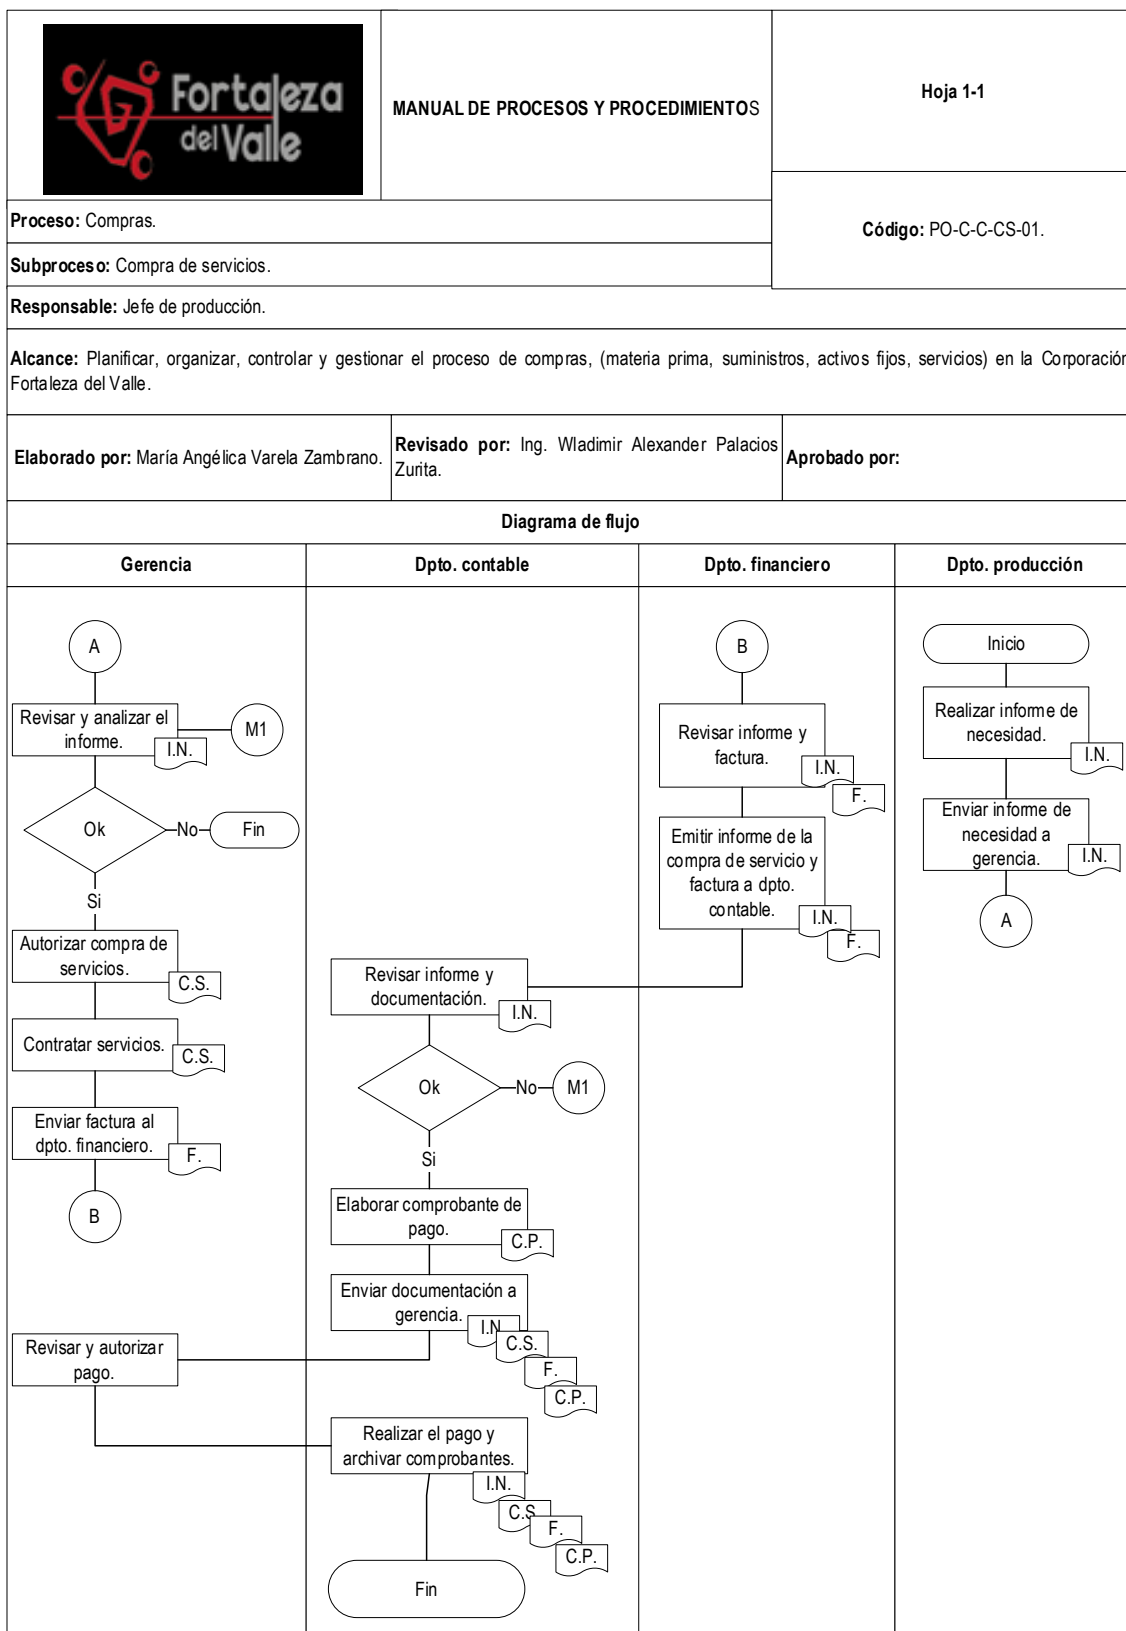 Fortaleza
del Valle
MANUAL DE PROCESOS Y PROCEDIMIENTOS
Hoja 1-1
Código: PO-C-C-CS-01.
Proceso: Compras.
Subproceso: Compra de servicios.
Responsable: Jefe de producción.
Alcance: Planificar, organizar, controlar y gestionar el proceso de compras, (materia prima, suministros, activos fijos, servicios) en la Corporación
Fortaleza del Valle.
Elaborado por: María Angélica Varela Zambrano.
Revisado por: Ing. Wladimir Alexander Palacios
Zurita.
Aprobado por:
Diagrama de flujo
Gerencia
Dpto. contable
Dpto. financiero
Dpto. producción
A
Revisar y analizar el
informe.
I.N.
M1
Ok
No
Fin
Si
Autorizar compra de
servicios.
C.S.
Contratar servicios.
C.S.
Enviar factura al
dpto. financiero.
F.
B
Revisar y autorizar
pago.
Revisar informe y
documentación.
I.N.
Ok
No
M1
Si
Elaborar comprobante de
pago.
C.P.
Enviar documentación a
gerencia.
I.N.
C.S.
F.
C.P.
Realizar el pago y
archivar comprobantes.
I.N.
C.S.
F.
C.P.
Fin
B
Revisar informe y
factura.
I.N.
F.
Emitir informe de la
compra de servicio y
factura a dpto.
contable.
I.N.
F.
Inicio
Realizar informe de
necesidad.
I.N.
Enviar informe de
necesidad a
gerencia.
I.N.
A